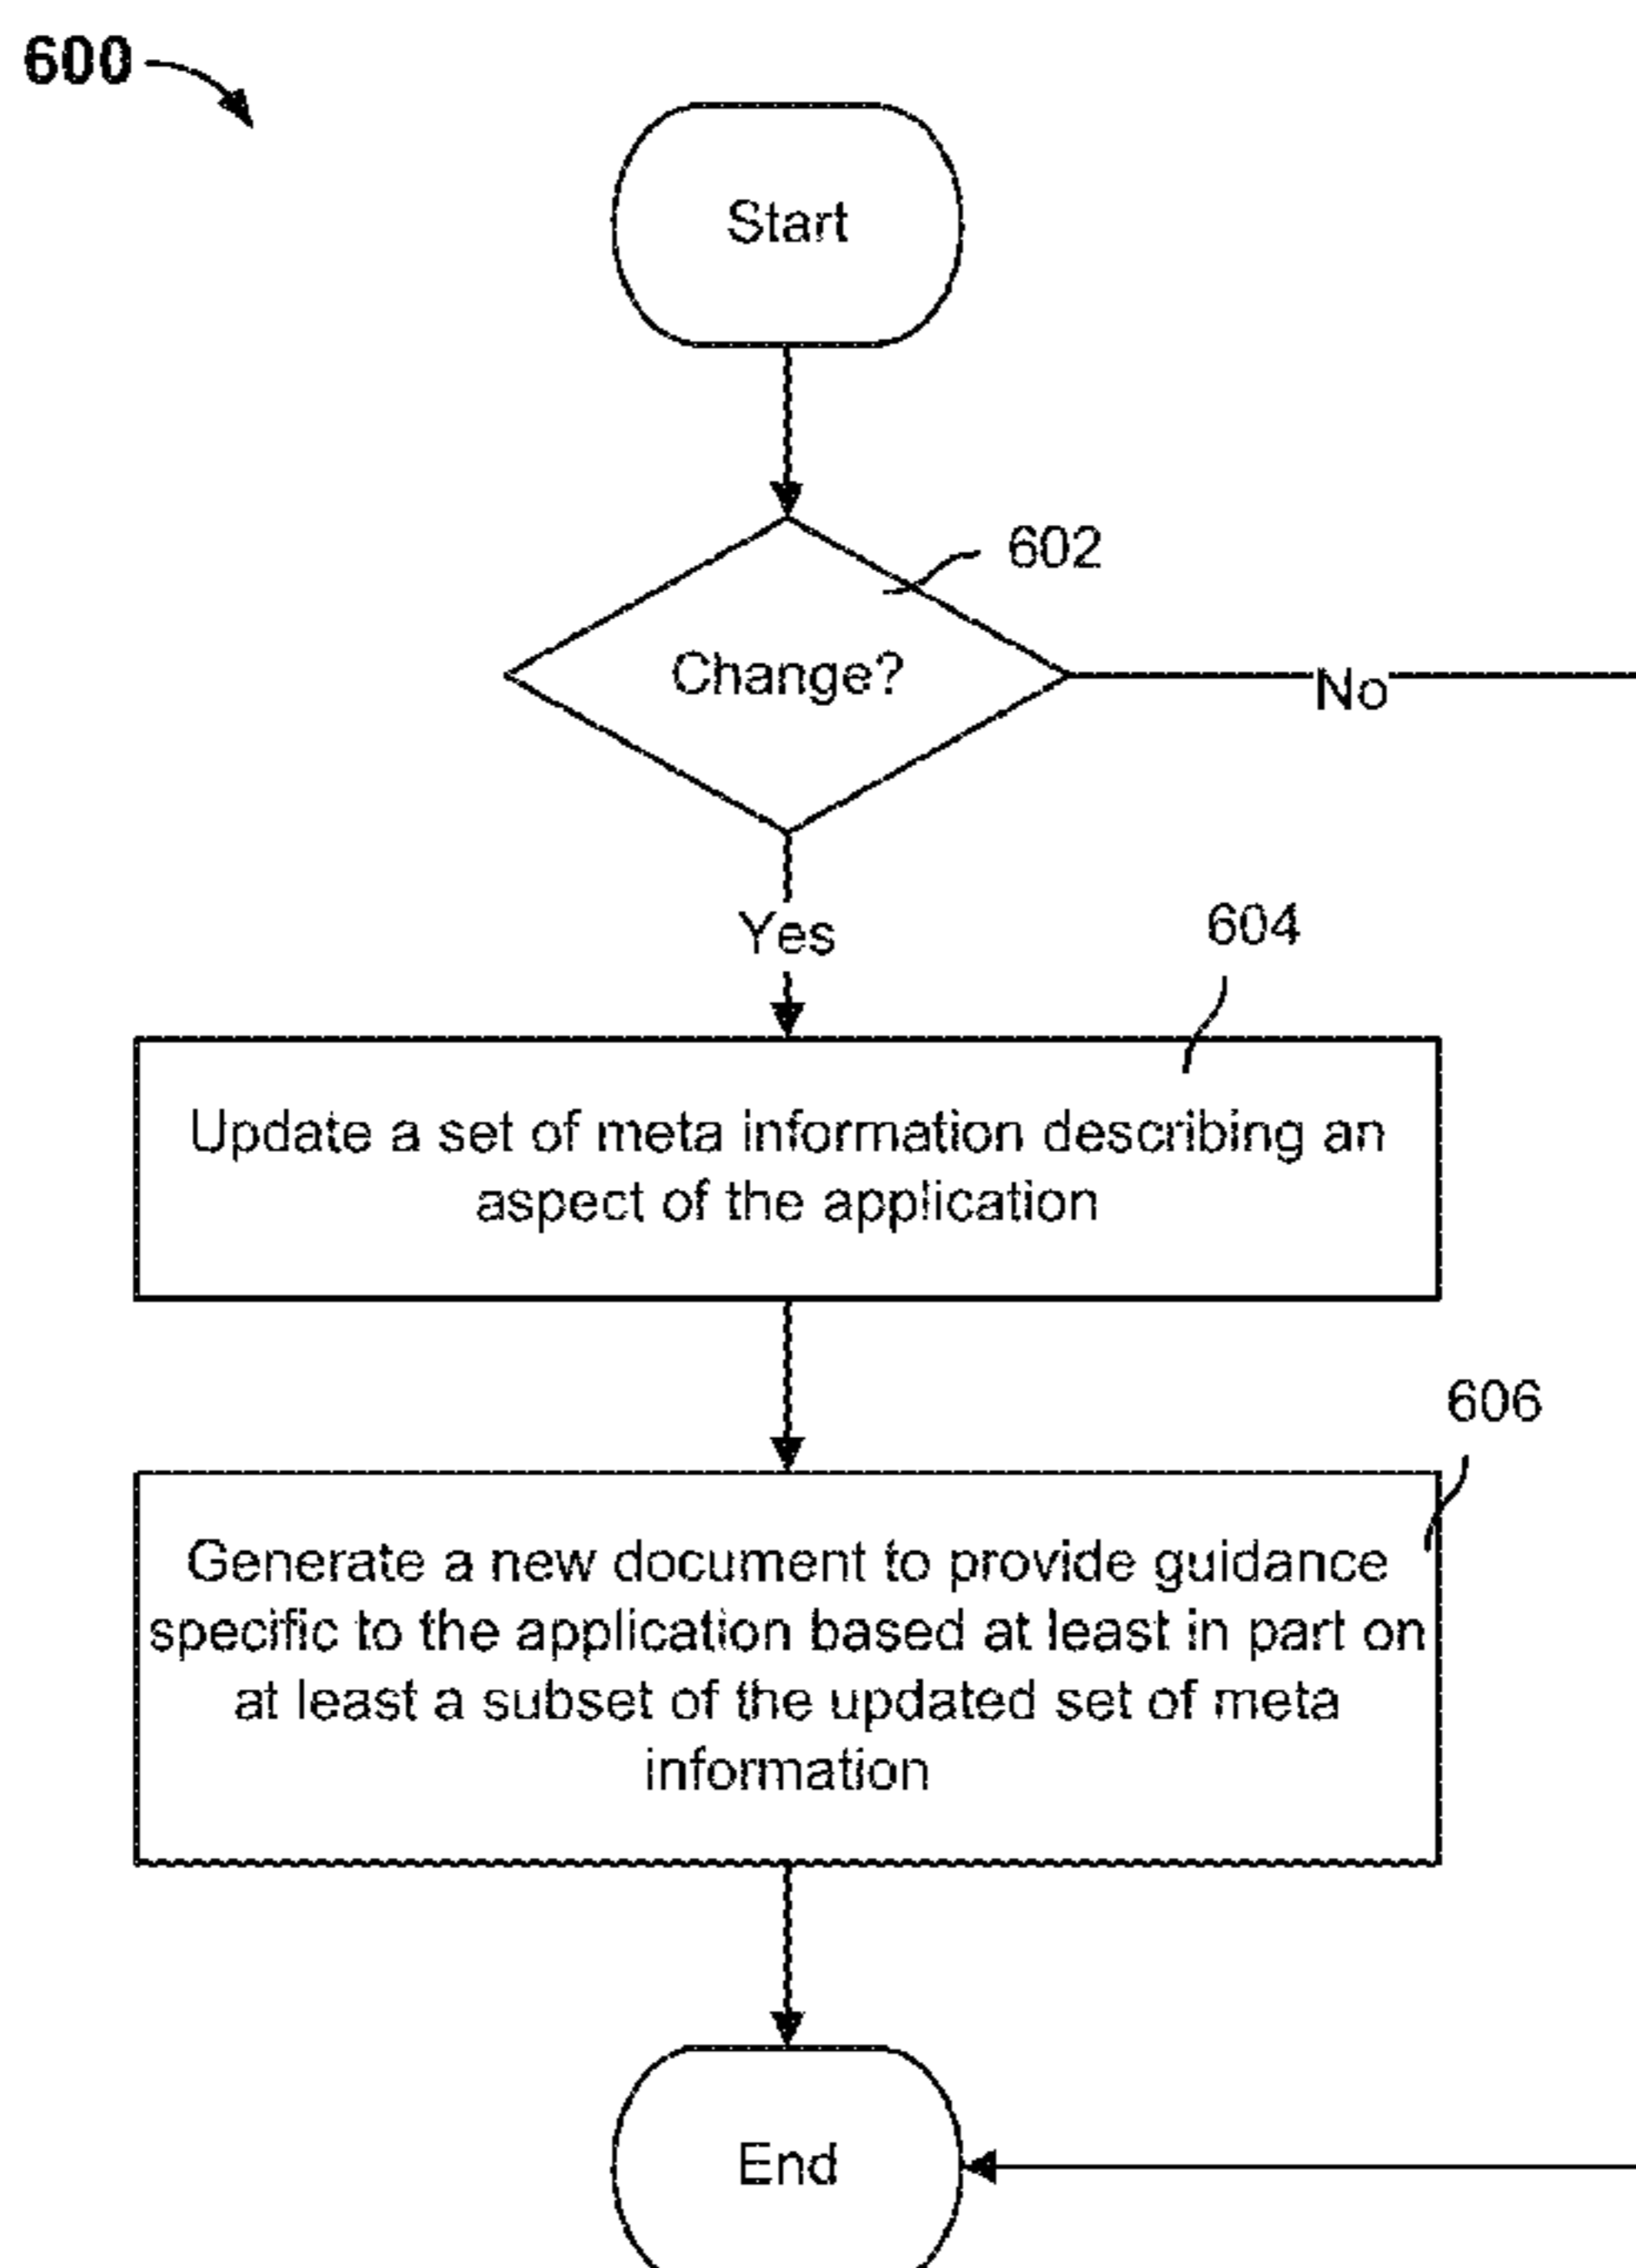 600
Start
602
Change?
No
Yes
604
Update a set of meta information describing an
aspect of the application
606
Generate a new document to provide guidance
specific to the application based at least in part on
at least a subset of the updated set of meta
information
End